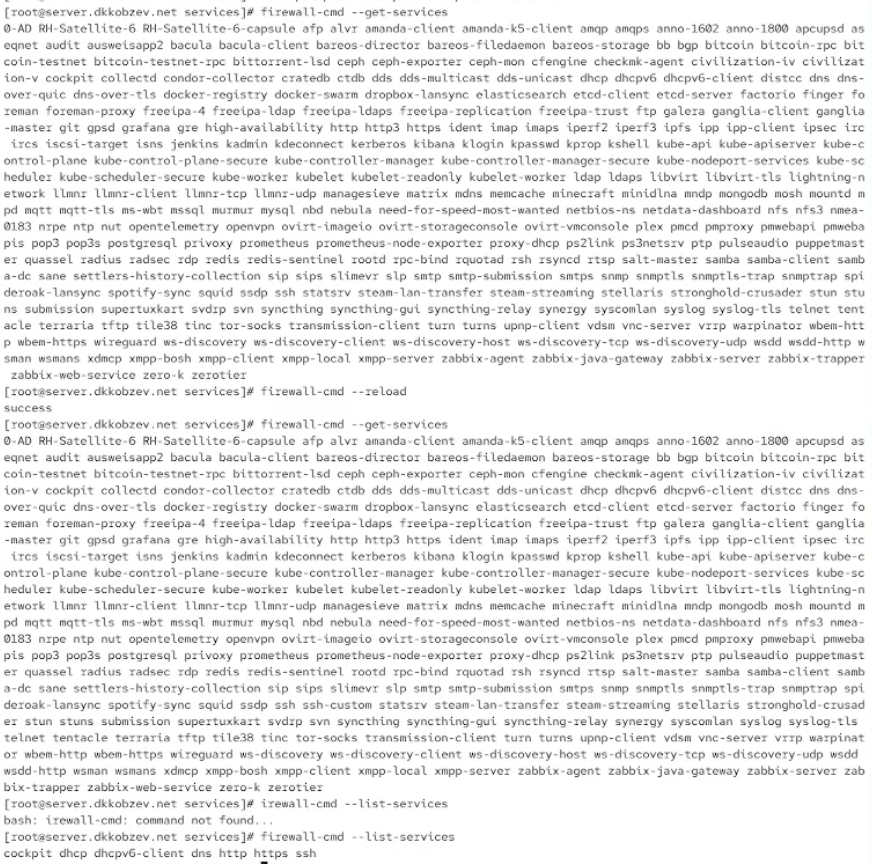 [root@server.dkkobzev.net services]# firewall-cmd --get-services
0-AD RH-Satellite-6 RH-Satellite-6-capsule afp alvr amanda-client amanda-k5-client amqp amqps anno-1602 anno-1800 apcupsd as
eqnet audit ausweisapp2 bacula bacula-client bareos-director bareos-filedaemon bareos-storage bb bgp bitcoin bitcoin-rpc bit
coin-testnet bitcoin-testnet-rpc bittorrent-lsd ceph ceph-exporter ceph-mon cfengine checkmk-agent civilization-iv civilizat
ion-v cockpit collectd condor-collector cratedb ctdb dds dds-multicast dds-unicast dhcp dhcpv6 dhcpv6-client distcc dns dns-
over-quic dns-over-tls docker-registry docker-swarm dropbox-lansync elasticsearch etcd-client etcd-server factorio finger fo
reman foreman-proxy freeipa-4 freeipa-ldap freeipa-ldaps freeipa-replication freeipa-trust ftp galera ganglia-client ganglia
-master git gpsd grafana gre high-availability http http3 https ident imap imaps iperf2 iperf3 ipfs ipp ipp-client ipsec irc
 ircs iscsi-target isns jenkins kadmin kdeconnect kerberos kibana klogin kpasswd kprop kshell kube-api kube-apiserver kube-c
ontrol-plane kube-control-plane-secure kube-controller-manager kube-controller-manager-secure kube-nodeport-services kube-sc
heduler kube-scheduler-secure kube-worker kubelet kubelet-readonly kubelet-worker ldap ldaps libvirt libvirt-tls lightning-n
etwork llmnr llmnr-client llmnr-tcp llmnr-udp managesieve matrix mdns memcache minecraft minidlna mndp mongodb mosh mountd m
pd mqtt mqtt-tls ms-wbt mssql murmur mysql nbd nebula need-for-speed-most-wanted netbios-ns netdata-dashboard nfs nfs3 nmea-
0183 nrpe ntp nut opentelemetry openvpn ovirt-imageio ovirt-storageconsole ovirt-vmconsole plex pmcd pmproxy pmwebapi pmweba
pis pop3 pop3s postgresql privoxy prometheus prometheus-node-exporter proxy-dhcp ps2link ps3netsrv ptp pulseaudio puppetmast
er quassel radius radsec rdp redis redis-sentinel rootd rpc-bind rquotad rsh rsyncd rtsp salt-master samba samba-client samb
a-dc sane settlers-history-collection sip sips slimevr slp smtp smtp-submission smtps snmp snmptls snmptls-trap snmptrap spi
deroak-lansync spotify-sync squid ssdp ssh statsrv steam-lan-transfer steam-streaming stellaris stronghold-crusader stun stu
ns submission supertuxkart svdrp svn syncthing syncthing-gui syncthing-relay synergy syscomlan syslog syslog-tls telnet tent
acle terraria tftp tile38 tinc tor-socks transmission-client turn turns upnp-client vdsm vnc-server vrrp warpinator wbem-htt
p wbem-https wireguard ws-discovery ws-discovery-client ws-discovery-host ws-discovery-tcp ws-discovery-udp wsdd wsdd-http w
sman wsmans xdmcp xmpp-bosh xmpp-client xmpp-local xmpp-server zabbix-agent zabbix-java-gateway zabbix-server zabbix-trapper
 zabbix-web-service zero-k zerotier
[root@server.dkkobzev.net services]# firewall-cmd --reload
success
[root@server.dkkobzev.net services]# firewall-cmd --get-services
0-AD RH-Satellite-6 RH-Satellite-6-capsule afp alvr amanda-client amanda-k5-client amqp amqps anno-1602 anno-1800 apcupsd as
eqnet audit ausweisapp2 bacula bacula-client bareos-director bareos-filedaemon bareos-storage bb bgp bitcoin bitcoin-rpc bit
coin-testnet bitcoin-testnet-rpc bittorrent-lsd ceph ceph-exporter ceph-mon cfengine checkmk-agent civilization-iv civilizat
ion-v cockpit collectd condor-collector cratedb ctdb dds dds-multicast dds-unicast dhcp dhcpv6 dhcpv6-client distcc dns dns-
over-quic dns-over-tls docker-registry docker-swarm dropbox-lansync elasticsearch etcd-client etcd-server factorio finger fo
reman foreman-proxy freeipa-4 freeipa-ldap freeipa-ldaps freeipa-replication freeipa-trust ftp galera ganglia-client ganglia
-master git gpsd grafana gre high-availability http http3 https ident imap imaps iperf2 iperf3 ipfs ipp ipp-client ipsec irc
 ircs iscsi-target isns jenkins kadmin kdeconnect kerberos kibana klogin kpasswd kprop kshell kube-api kube-apiserver kube-c
ontrol-plane kube-control-plane-secure kube-controller-manager kube-controller-manager-secure kube-nodeport-services kube-sc
heduler kube-scheduler-secure kube-worker kubelet kubelet-readonly kubelet-worker ldap ldaps libvirt libvirt-tls lightning-n
etwork llmnr llmnr-client llmnr-tcp llmnr-udp managesieve matrix mdns memcache minecraft minidlna mndp mongodb mosh mountd m
pd mqtt mqtt-tls ms-wbt mssql murmur mysql nbd nebula need-for-speed-most-wanted netbios-ns netdata-dashboard nfs nfs3 nmea-
0183 nrpe ntp nut opentelemetry openvpn ovirt-imageio ovirt-storageconsole ovirt-vmconsole plex pmcd pmproxy pmwebapi pmweba
pis pop3 pop3s postgresql privoxy prometheus prometheus-node-exporter proxy-dhcp ps2link ps3netsrv ptp pulseaudio puppetmast
er quassel radius radsec rdp redis redis-sentinel rootd rpc-bind rquotad rsh rsyncd rtsp salt-master samba samba-client samb
a-dc sane settlers-history-collection sip sips slimevr slp smtp smtp-submission smtps snmp snmptls snmptls-trap snmptrap spi
deroak-lansync spotify-sync squid ssdp ssh ssh-custom statsrv steam-lan-transfer steam-streaming stellaris stronghold-crusad
er stun stuns submission supertuxkart svdrp svn syncthing syncthing-gui syncthing-relay synergy syscomlan syslog syslog-tls
telnet tentacle terraria tftp tile38 tinc tor-socks transmission-client turn turns upnp-client vdsm vnc-server vrrp warpinat
or wbem-http wbem-https wireguard ws-discovery ws-discovery-client ws-discovery-host ws-discovery-tcp ws-discovery-udp wsdd
wsdd-http wsman wsmans xdmcp xmpp-bosh xmpp-client xmpp-local xmpp-server zabbix-agent zabbix-java-gateway zabbix-server zab
bix-trapper zabbix-web-service zero-k zerotier
[root@server.dkkobzev.net services]# irewall-cmd --list-services
bash: irewall-cmd: command not found...
[root@server.dkkobzev.net services]# firewall-cmd --list-services
cockpit dhcp dhcpv6-client dns http https ssh